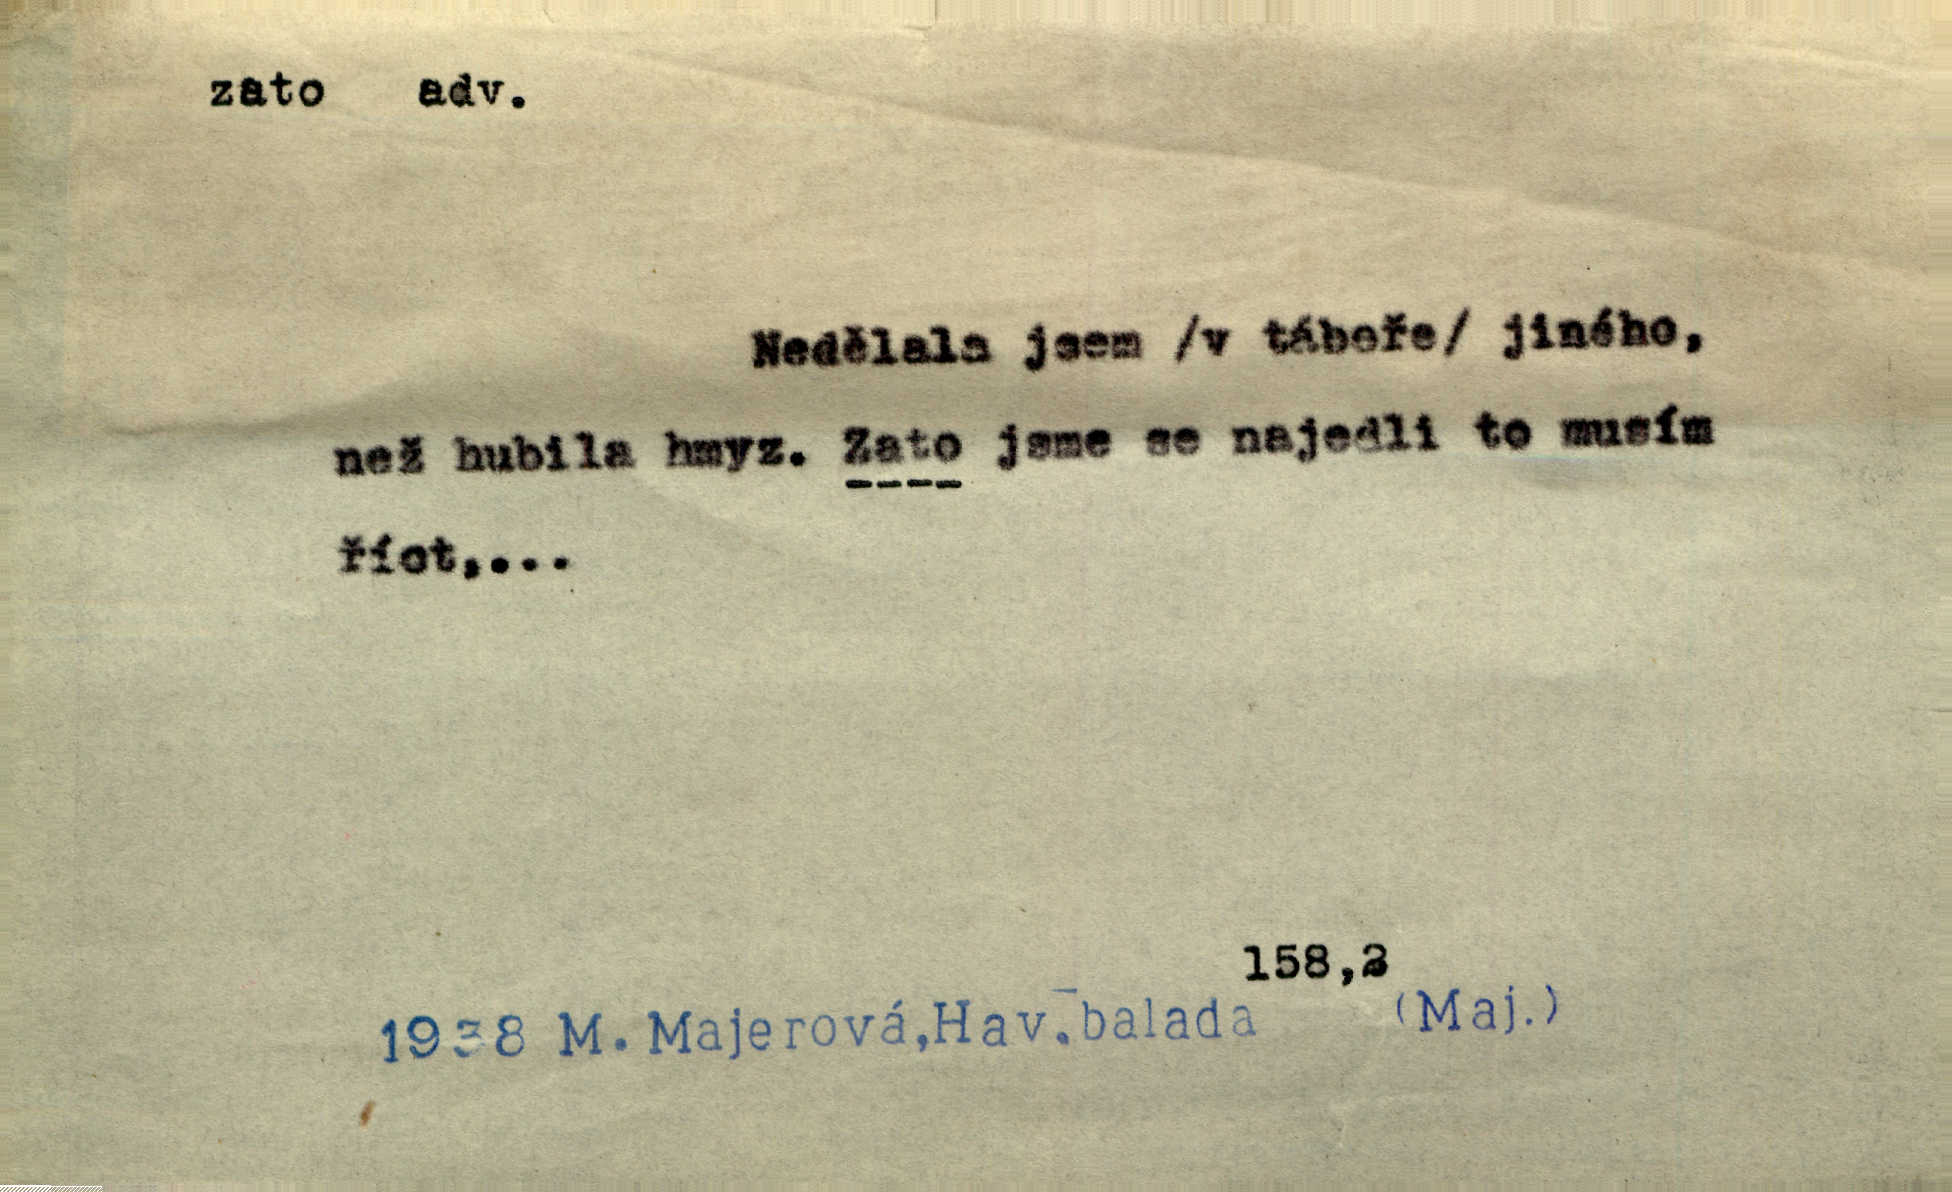 zato adv.
Nedělala jsem /v táboře/ jiného,
než hubila hmyz. Zato jsme se najedli to musím
říct,...
158,2
1938 M. Majerová,Hav. balada (Maj.)